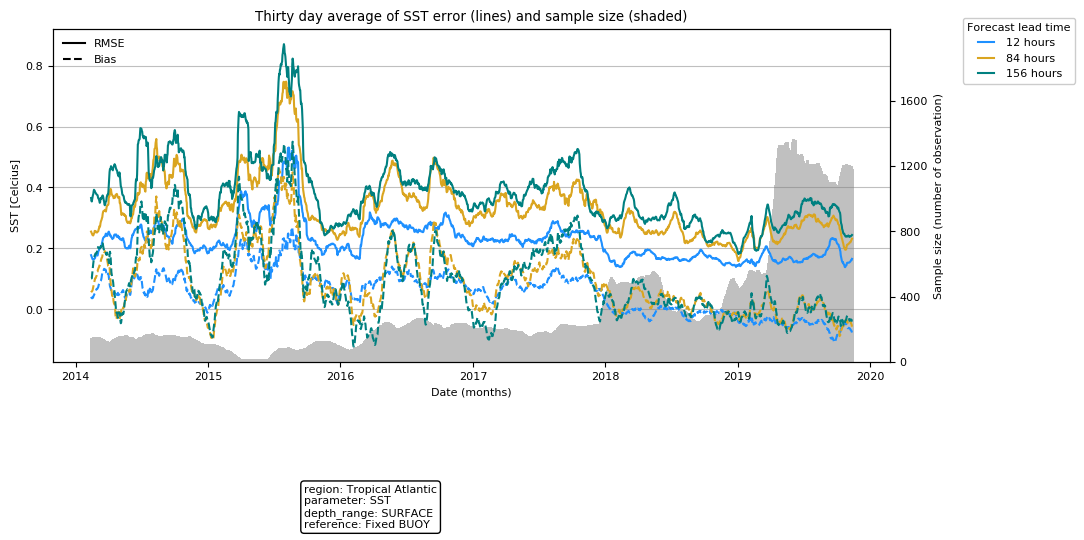 Thirty day average of SST error (lines) and sample size (shaded)
RMSE
Bias
Forecast lead time
12 hours
84 hours
156 hours
SST [Celcius]
0.8
0.6
0.4
0.2
0.0
1600
1200
800
400
0
Sample size (number of observation)
2014 2015 2016 2017 2018 2019 2020
Date (months)
region: Tropical Atlantic
parameter: SST
depth_range: SURFACE
reference: Fixed BUOY